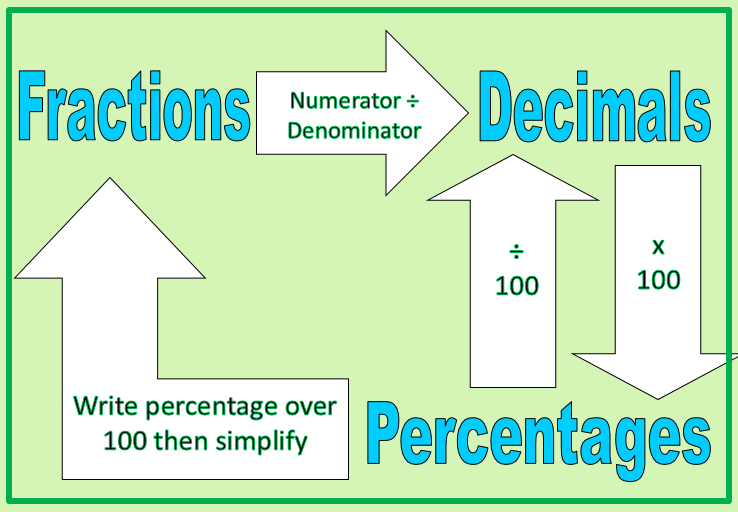 Fractions
Numerator ÷
Denominator
Decimals
÷
100
x
100
Write percentage over
100 then simplify
Percentages